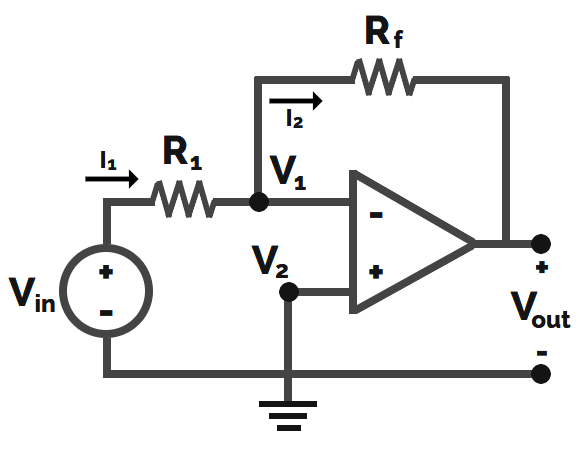 Rf
I2
I1
R1
V1
-
V2
+
+
-
Vin
+
Vout
-